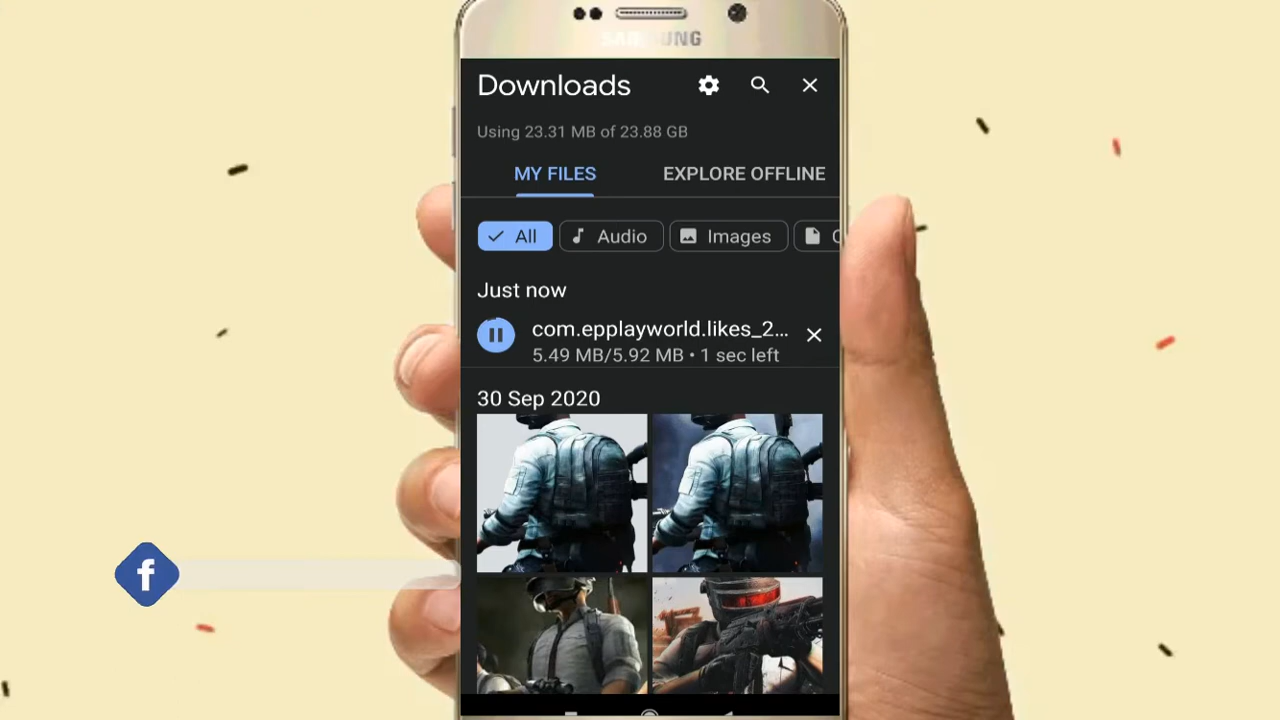 SAMSUNG
Downloads
Using 23.31 MB of 23.88 GB
MY FILES
EXPLORE OFFLINE
All
Audio
Images
Just now
com.epplayworld.likes_2...
5.49 MB/5.92 MB • 1 sec left
30 Sep 2020
f